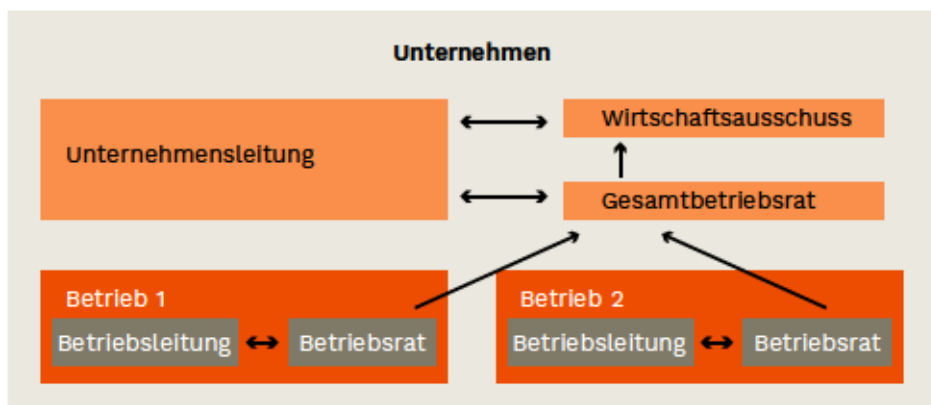 Unternehmen
Unternehmensleitung
Wirtschaftsausschuss
Gesamtbetriebsrat
Betrieb 1
Betriebsleitung
Betriebsrat
Betrieb 2
Betriebsleitung
Betriebsrat